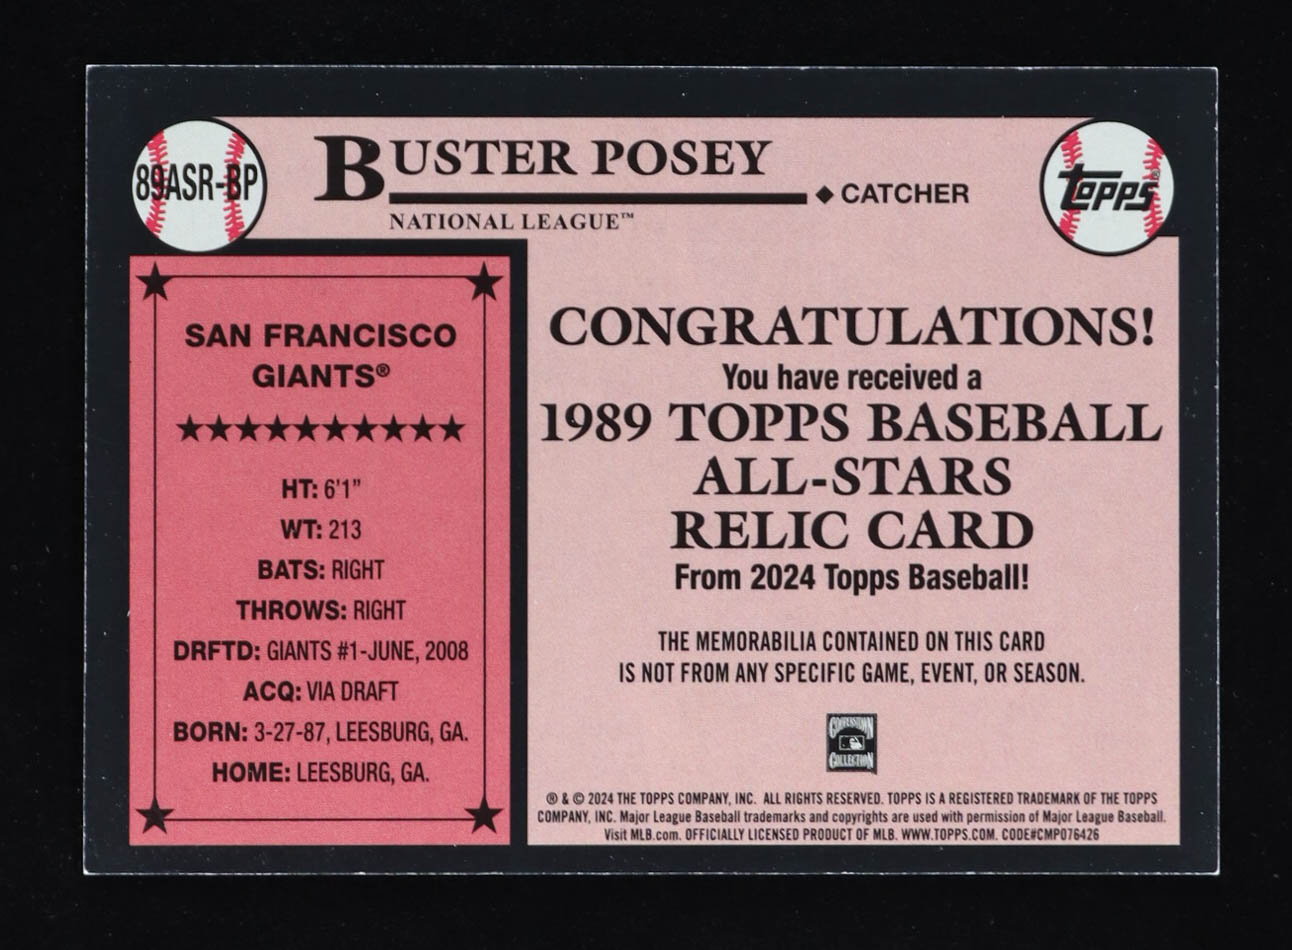 89ASR-BP
BUSTER POSEY
◆ CATCHER
NATIONAL LEAGUE™
TOPPS®
SAN FRANCISCO
GIANTS®
★★★★★★★★★★
HT: 6'1"
WT: 213
BATS: RIGHT
THROWS: RIGHT
DRFTD: GIANTS #1-JUNE, 2008
ACQ: VIA DRAFT
BORN: 3-27-87, LEESBURG, GA.
HOME: LEESBURG, GA.
CONGRATULATIONS!
You have received a
1989 TOPPS BASEBALL
ALL-STARS
RELIC CARD
From 2024 Topps Baseball!
THE MEMORABILIA CONTAINED ON THIS CARD
IS NOT FROM ANY SPECIFIC GAME, EVENT, OR SEASON.
COOPERSTOWN
COLLECTION
® & © 2024 THE TOPPS COMPANY, INC. ALL RIGHTS RESERVED. TOPPS IS A REGISTERED TRADEMARK OF THE TOPPS
COMPANY, INC. Major League Baseball trademarks and copyrights are used with permission of Major League Baseball.
Visit MLB.com. OFFICIALLY LICENSED PRODUCT OF MLB. WWW.TOPPS.COM. CODE#CMP076426